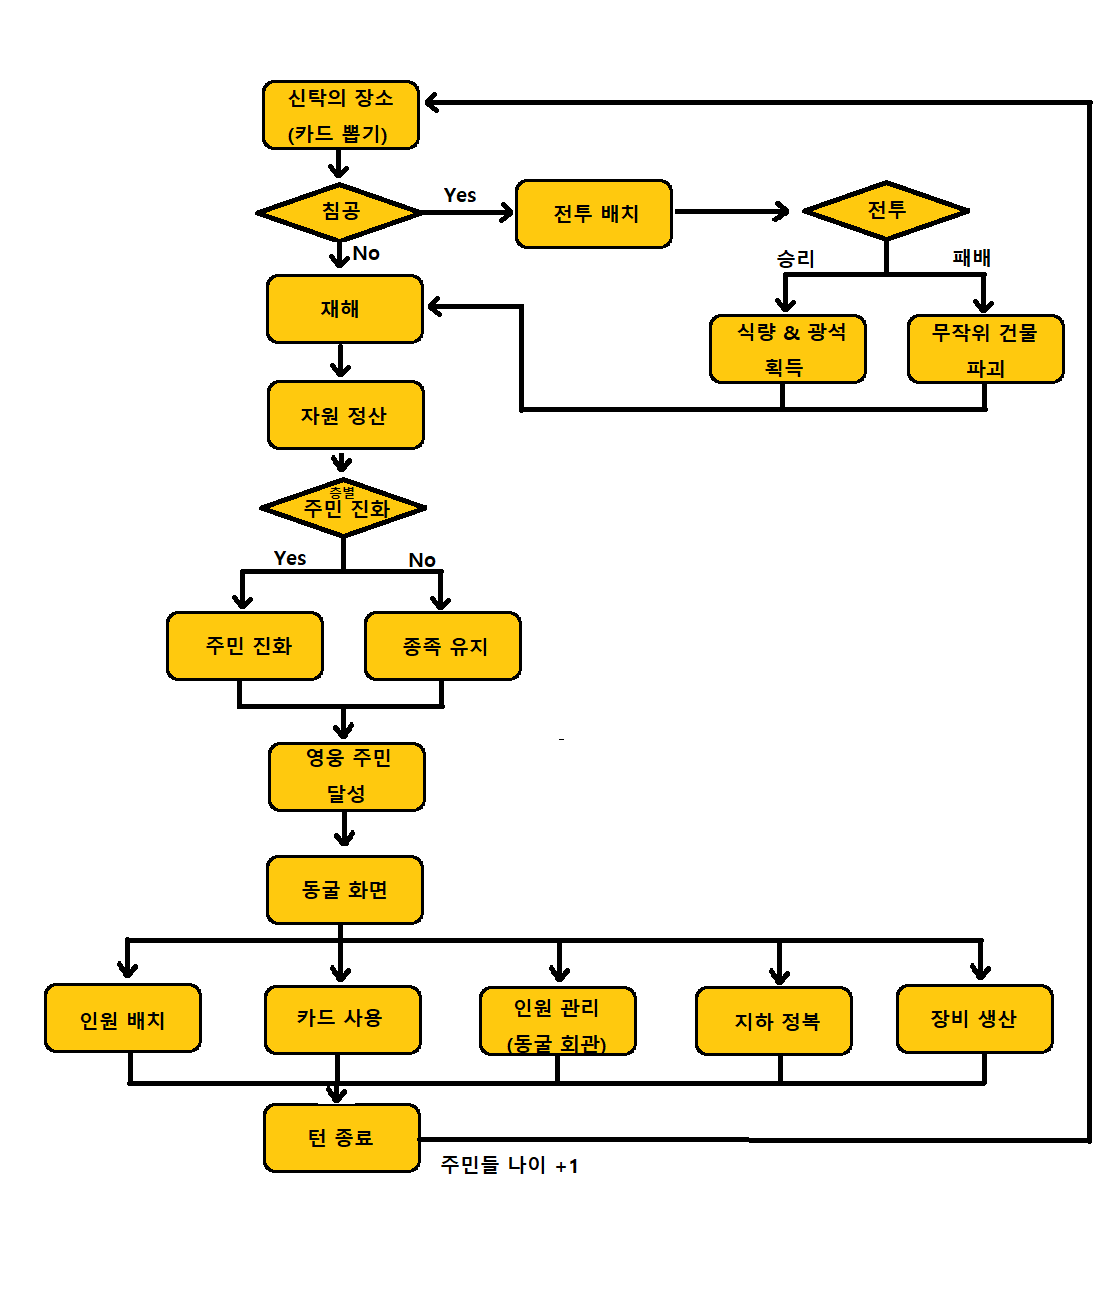 신탁의 장소
(카드 뽑기)
침공
Yes
No
전투 배치
전투
승리
패배
재해
식량 & 광석
획득
무작위 건물
파괴
자원 정산
층별
주민 진화
Yes
No
주민 진화
종족 유지
영웅 주민
달성
동굴 화면
인원 배치
카드 사용
인원 관리
(동굴 회관)
지하 정복
장비 생산
턴 종료
주민들 나이 +1